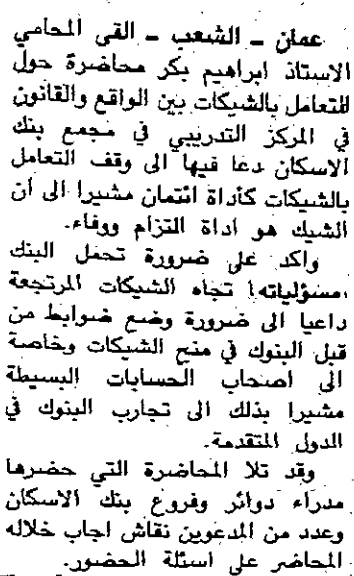 عمان ــ الشعب ــ القى المحامي
الاستاذ ابراهيم بكر محاضرة حول
التعامل بالشيكات بين الواقع والقانون
في المركز التدريبي في مجمع بنك
الاسكان دعا فيها الى وقف التعامل
بالشيكات كأداة ائتمان مشيرا الى أن
الشيك هو اداة التزام ووفاء.
واكد على ضرورة تحمل البنك
مسؤلياته تجاه الشيكات المرتجعة
داعيا الى ضرورة وضع ضوابط من
قبل البنوك في منح الشيكات وخاصة
الى اصحاب الحسابات البسيطة
مشيرا بذلك الى تجارب البنوك في
الدول المتقدمة.
وقد تلا المحاضرة التي حضرها
مدراء دوائر وفروع بنك الاسكان
وعدد من المدعوين نقاش اجاب خلاله
المحاضر على اسئلة الحضور.